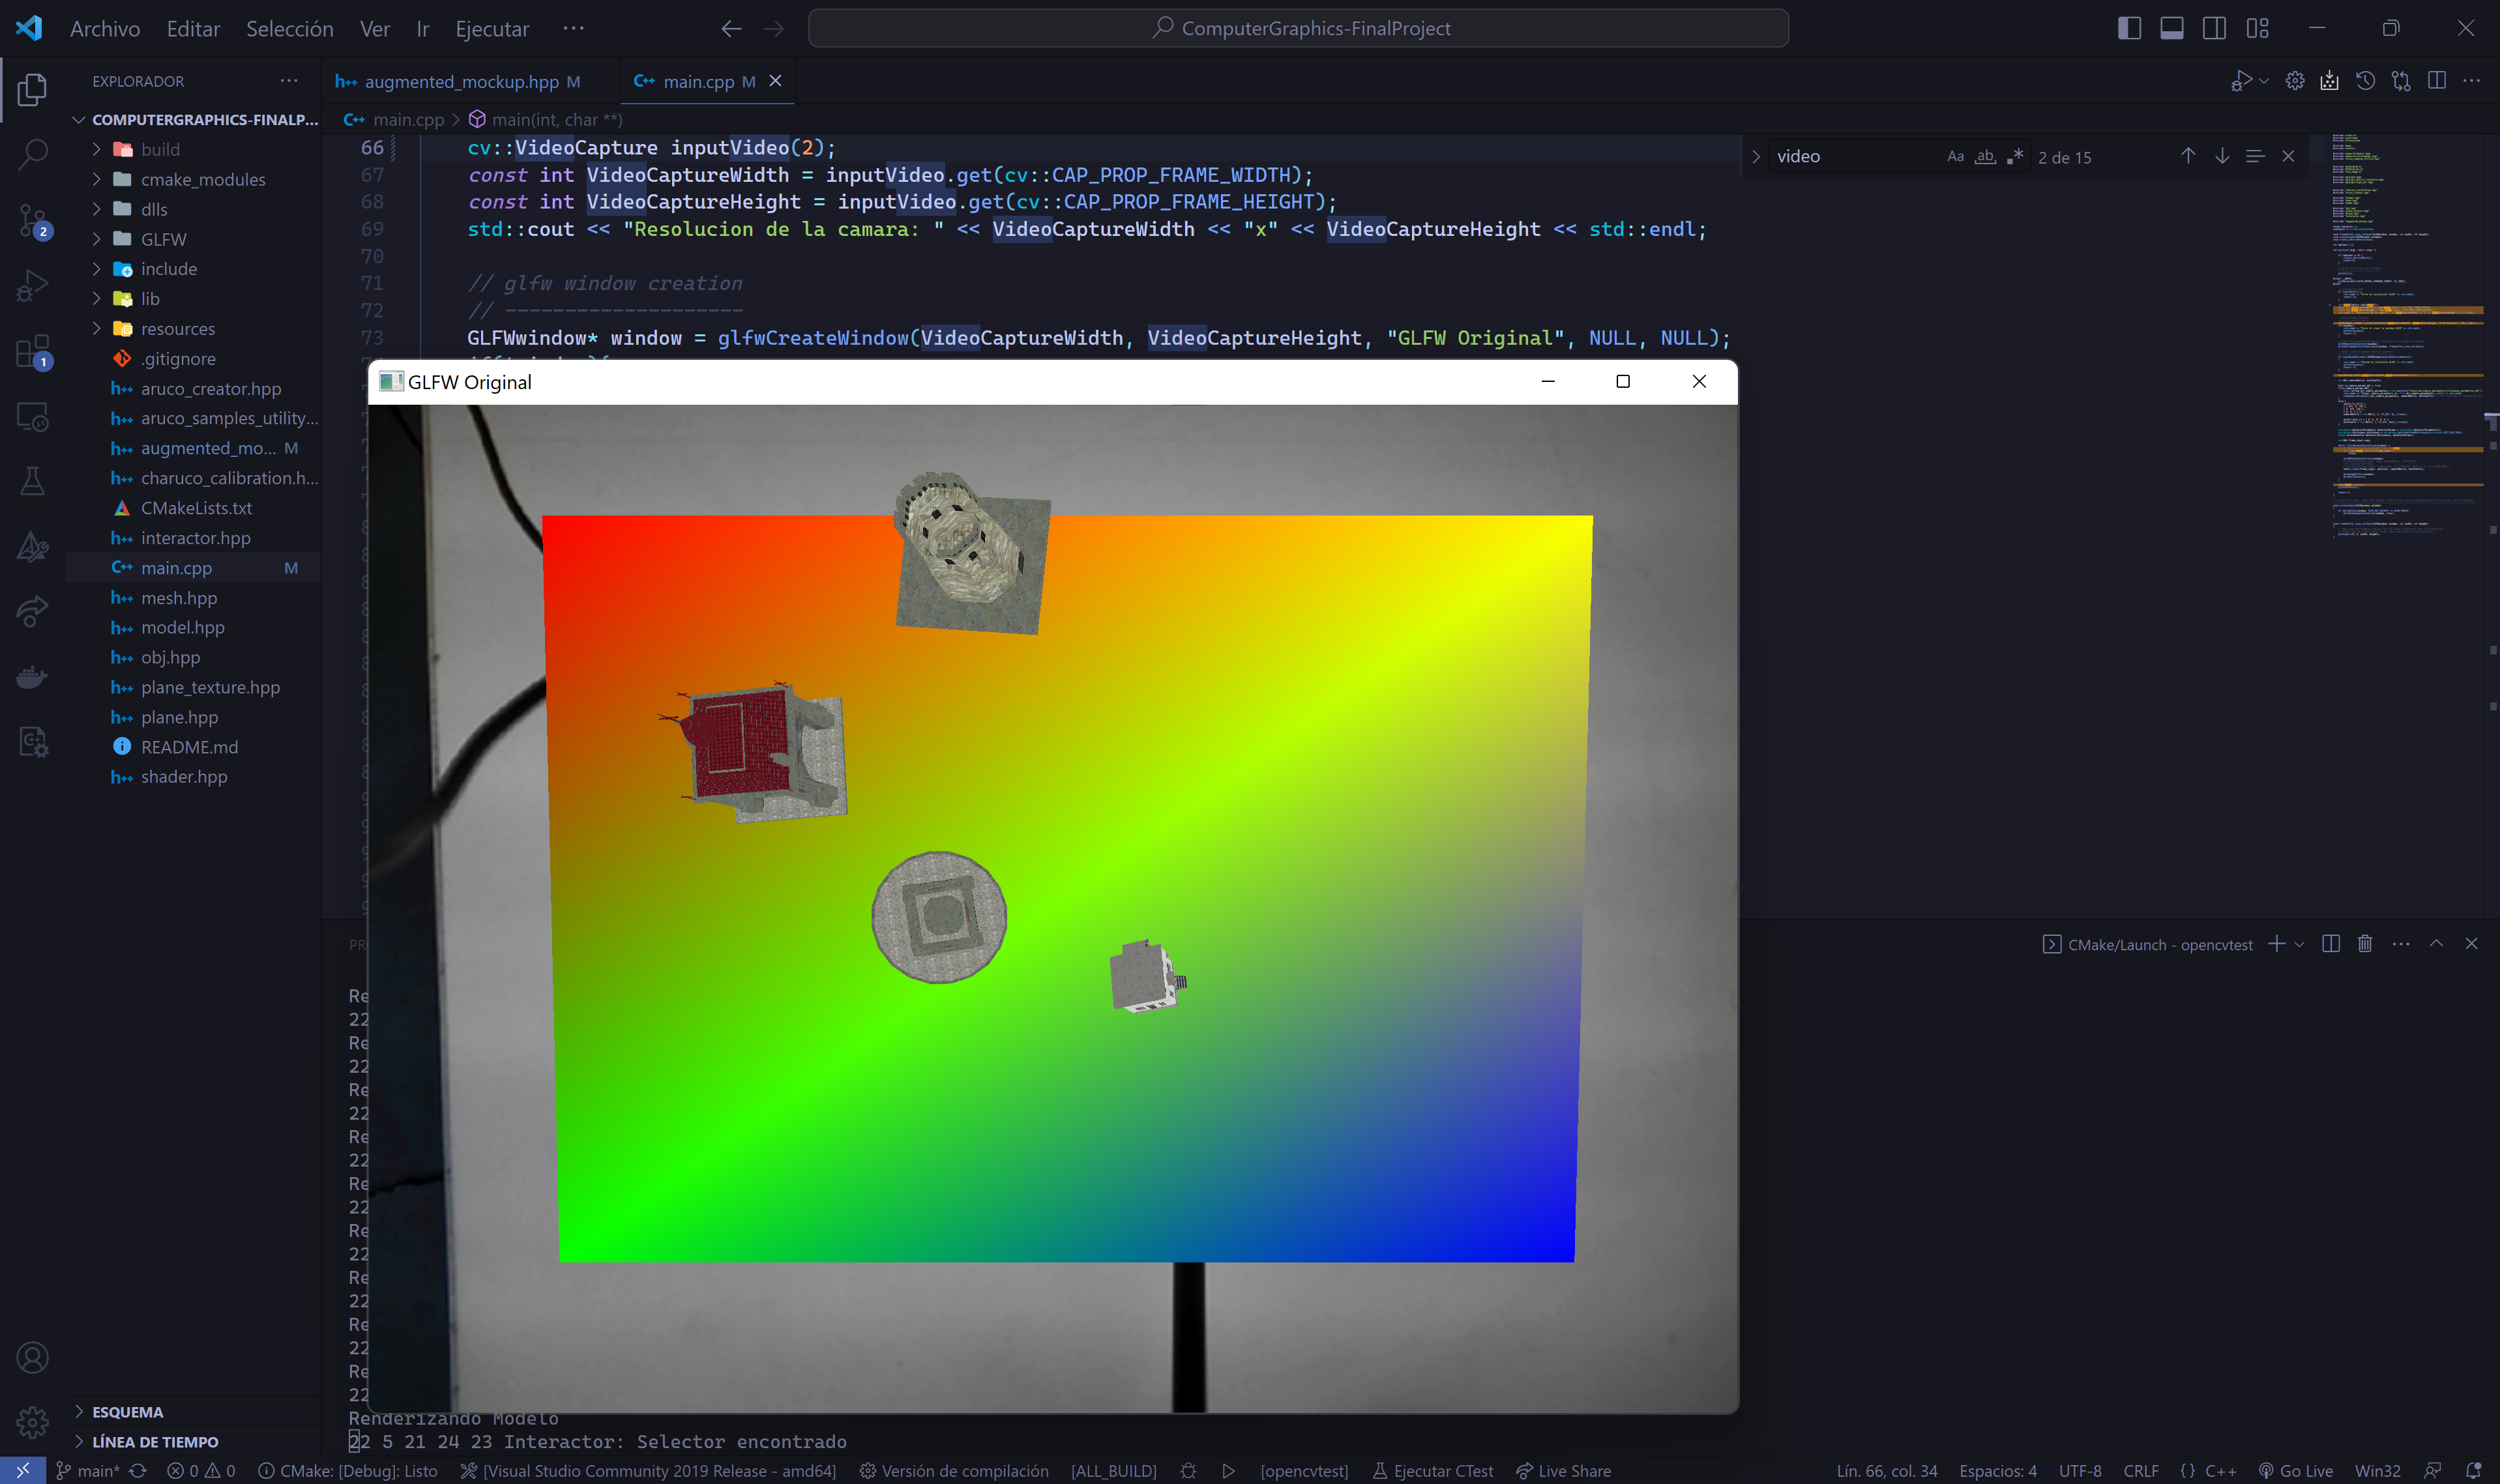 Archivo Editar Selección Ver Ir Ejecutar ··· ComputerGraphics-FinalProject
EXPLORADOR ···
COMPUTERGRAPHICS-FINALP...
build
cmake_modules
dlls
GLFW
include
lib
resources
.gitignore
aruco_creator.hpp
aruco_samples_utility...
augmented_mo... M
charuco_calibration.h...
CMakeLists.txt
interactor.hpp
main.cpp M
mesh.hpp
model.hpp
obj.hpp
plane_texture.hpp
plane.hpp
README.md
shader.hpp
ESQUEMA
LÍNEA DE TIEMPO
2
1
augmented_mockup.hpp M main.cpp M
main.cpp > main(int, char **)
video Aa ab 2 de 15
66 cv::VideoCapture inputVideo(2);
67 const int VideoCaptureWidth = inputVideo.get(cv::CAP_PROP_FRAME_WIDTH);
68 const int VideoCaptureHeight = inputVideo.get(cv::CAP_PROP_FRAME_HEIGHT);
69 std::cout << "Resolucion de la camara: " << VideoCaptureWidth << "x" << VideoCaptureHeight << std::endl;
70
71 // glfw window creation
72 // --------------------
73 GLFWwindow* window = glfwCreateWindow(VideoCaptureWidth, VideoCaptureHeight, "GLFW Original", NULL, NULL);
GLFW Original
CMake/Launch - opencvtest
Re
22
Re
22
Re
22
Re
22
Re
22
Re
22
Re
22
Re
22
Re
22
Renderizando Modelo
22 5 21 24 23 Interactor: Selector encontrado
main* 0 0 CMake: [Debug]: Listo [Visual Studio Community 2019 Release - amd64] Versión de compilación [ALL_BUILD] [opencvtest] Ejecutar CTest Live Share Lín. 66, col. 34 Espacios: 4 UTF-8 CRLF {} C++ Go Live Win32